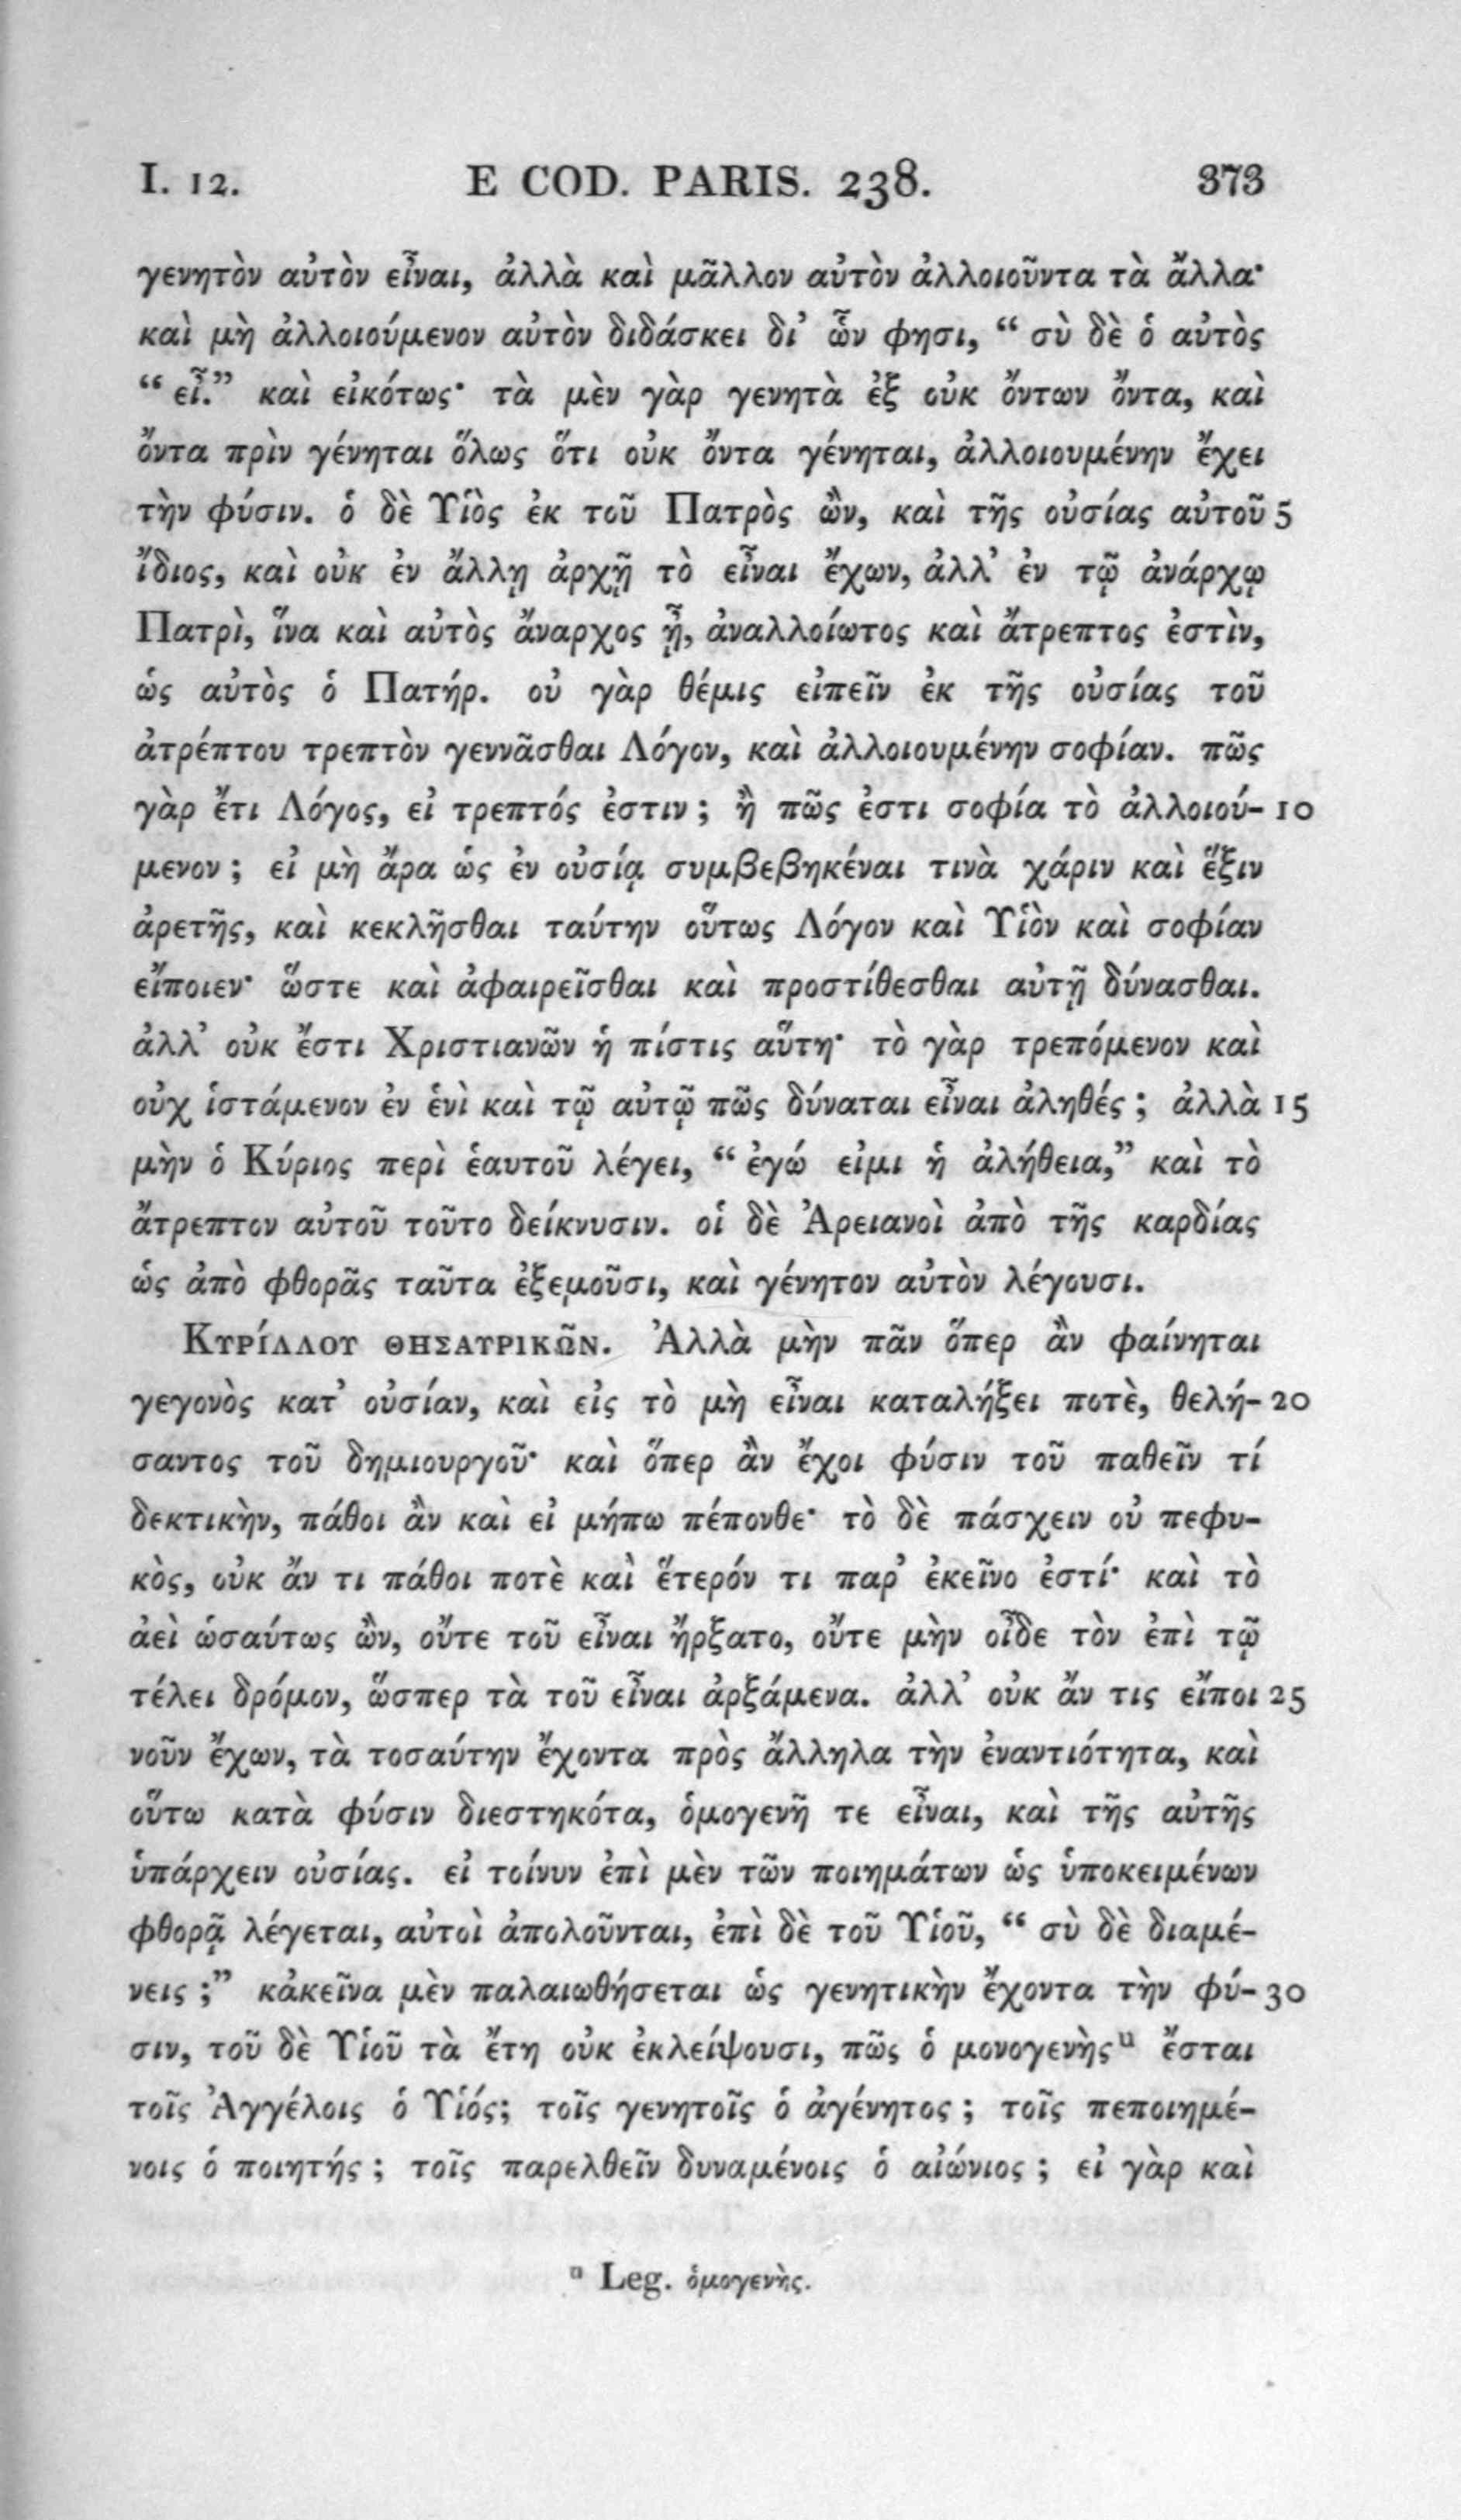 I. 12. E COD. PARIS. 238. 373
γενητὸν αὐτὸν εἶναι, ἀλλὰ καὶ μᾶλλον αὐτὸν ἀλλοιοῦντα τὰ ἄλλα·
καὶ μὴ ἀλλοιούμενον αὐτὸν διδάσκει δι’ ὧν φησι, “ σὺ δὲ ὁ αὐτὸς
“ εἶ.” καὶ εἰκότως· τὰ μὲν γὰρ γενητὰ ἐξ οὐκ ὄντων ὄντα, καὶ
ὄντα πρὶν γένηται ὅλως ὅτι οὐκ ὄντα γένηται, ἀλλοιουμένην ἔχει
τὴν φύσιν. ὁ δὲ Υἱὸς ἐκ τοῦ Πατρὸς ὢν, καὶ τῆς οὐσίας αὐτοῦ 5
ἴδιος, καὶ οὐκ ἐν ἄλλῃ ἀρχῇ τὸ εἶναι ἔχων, ἀλλ’ ἐν τῷ ἀνάρχῳ
Πατρὶ, ἵνα καὶ αὐτὸς ἄναρχος ᾖ, ἀναλλοίωτος καὶ ἄτρεπτος ἐστὶν,
ὡς αὐτὸς ὁ Πατήρ. οὐ γὰρ θέμις εἰπεῖν ἐκ τῆς οὐσίας τοῦ
ἀτρέπτου τρεπτὸν γεννᾶσθαι Λόγον, καὶ ἀλλοιουμένην σοφίαν. πῶς
γὰρ ἔτι Λόγος, εἰ τρεπτός ἐστιν ; ἢ πῶς ἐστι σοφία τὸ ἀλλοιού- 10
μενον ; εἰ μὴ ἄρα ὡς ἐν οὐσίᾳ συμβεβηκέναι τινὰ χάριν καὶ ἕξιν
ἀρετῆς, καὶ κεκλῆσθαι ταύτην οὕτως Λόγον καὶ Υἱὸν καὶ σοφίαν
εἴποιεν· ὥστε καὶ ἀφαιρεῖσθαι καὶ προστίθεσθαι αὐτῇ δύνασθαι.
ἀλλ’ οὐκ ἔστι Χριστιανῶν ἡ πίστις αὕτη· τὸ γὰρ τρεπόμενον καὶ
οὐχ ἱστάμενον ἐν ἑνὶ καὶ τῷ αὐτῷ πῶς δύναται εἶναι ἀληθές ; ἀλλὰ 15
μὴν ὁ Κύριος περὶ ἑαυτοῦ λέγει, “ ἐγώ εἰμι ἡ ἀλήθεια,” καὶ τὸ
ἄτρεπτον αὐτοῦ τοῦτο δείκνυσιν. οἱ δὲ Ἀρειανοὶ ἀπὸ τῆς καρδίας
ὡς ἀπὸ φθορᾶς ταῦτα ἐξεμοῦσι, καὶ γένητον αὐτὸν λέγουσι.
ΚΥΡΊΛΛΟΥ ΘΗΣΑΥΡΙΚΩ͂Ν. Ἀλλὰ μὴν πᾶν ὅπερ ἂν φαίνηται
γεγονὸς κατ’ οὐσίαν, καὶ εἰς τὸ μὴ εἶναι καταλήξει ποτὲ, θελή- 20
σαντος τοῦ δημιουργοῦ· καὶ ὅπερ ἂν ἔχοι φύσιν τοῦ παθεῖν τί
δεκτικὴν, πάθοι ἂν καὶ εἰ μήπω πέπονθε· τὸ δὲ πάσχειν οὐ πεφυ-
κὸς, οὐκ ἄν τι πάθοι ποτὲ καὶ ἕτερόν τι παρ’ ἐκεῖνο ἐστί· καὶ τὸ
ἀεὶ ὡσαύτως ὢν, οὔτε τοῦ εἶναι ἤρξατο, οὔτε μὴν οἶδε τὸν ἐπὶ τῷ
τέλει δρόμον, ὥσπερ τὰ τοῦ εἶναι ἀρξάμενα. ἀλλ’ οὐκ ἄν τις εἴποι 25
νοῦν ἔχων, τὰ τοσαύτην ἔχοντα πρὸς ἄλληλα τὴν ἐναντιότητα, καὶ
οὕτω κατὰ φύσιν διεστηκότα, ὁμογενῆ τε εἶναι, καὶ τῆς αὐτῆς
ὑπάρχειν οὐσίας. εἰ τοίνυν ἐπὶ μὲν τῶν ποιημάτων ὡς ὑποκειμένων
φθορᾷ λέγεται, αὐτοὶ ἀπολοῦνται, ἐπὶ δὲ τοῦ Υἱοῦ, “ σὺ δὲ διαμέ-
νεις ;” κἀκεῖνα μὲν παλαιωθήσεται ὡς γενητικὴν ἔχοντα τὴν φύ- 30
σιν, τοῦ δὲ Υἱοῦ τὰ ἔτη οὐκ ἐκλείψουσι, πῶς ὁ μονογενὴς ᵘ ἔσται
τοῖς Ἀγγέλοις ὁ Υἱός; τοῖς γενητοῖς ὁ ἀγένητος ; τοῖς πεποιημέ-
νοις ὁ ποιητής ; τοῖς παρελθεῖν δυναμένοις ὁ αἰώνιος ; εἰ γὰρ καὶ
ᵘ Leg. ὁμογενὴς.